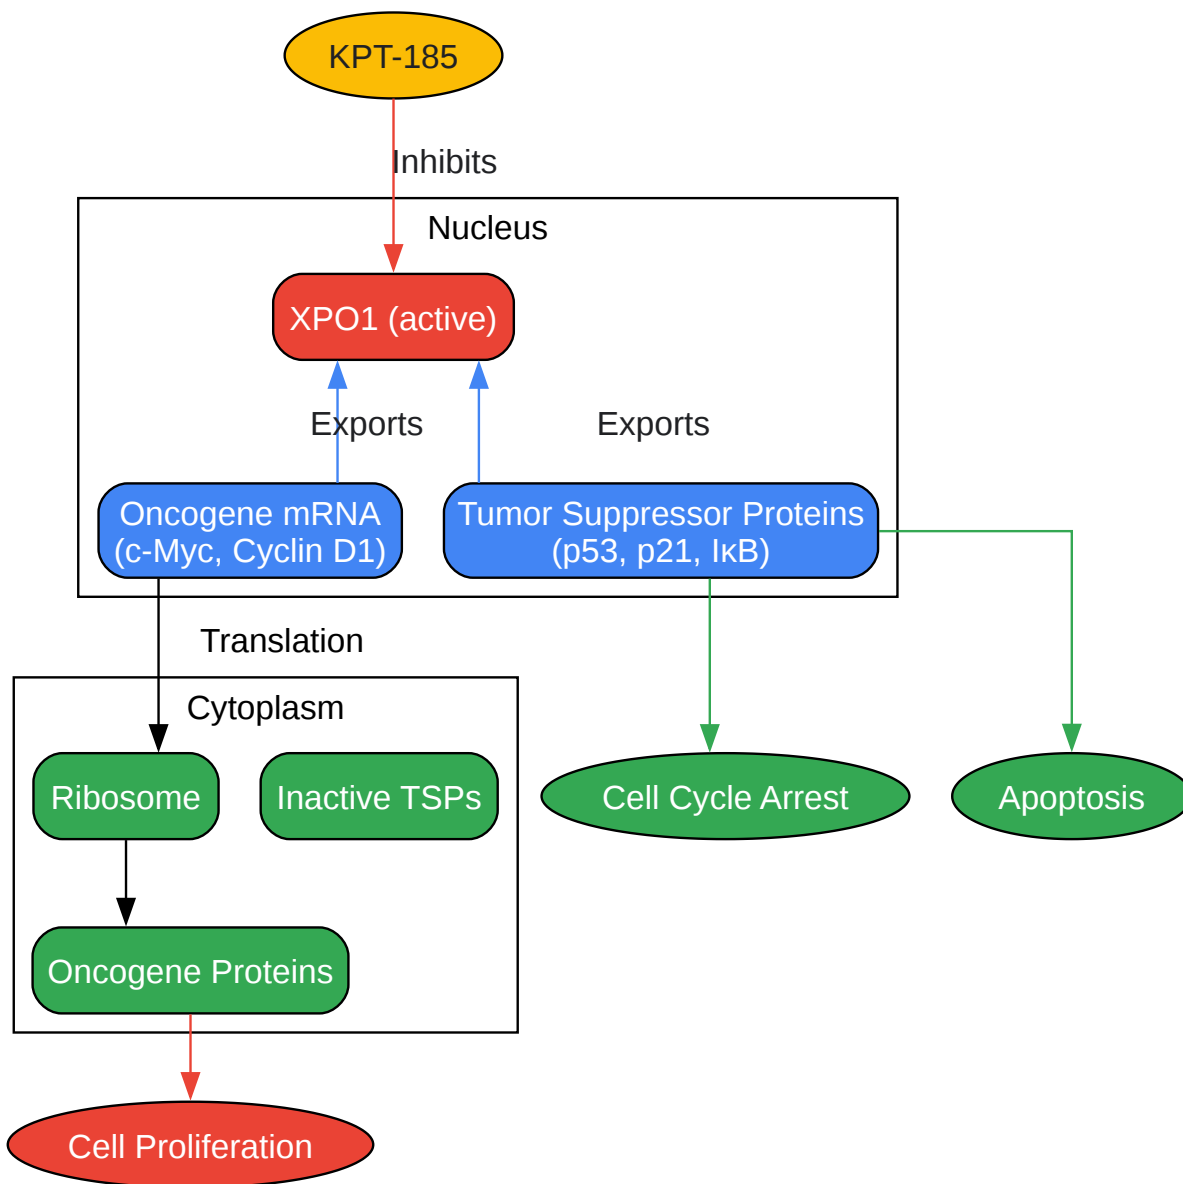 KPT-185
Inhibits
Nucleus
XPO1 (active)
Exports
Exports
Oncogene mRNA
(c-Myc, Cyclin D1)
Tumor Suppressor Proteins
(p53, p21, IκB)
Translation
Cytoplasm
Ribosome
Inactive TSPs
Cell Cycle Arrest
Apoptosis
Oncogene Proteins
Cell Proliferation